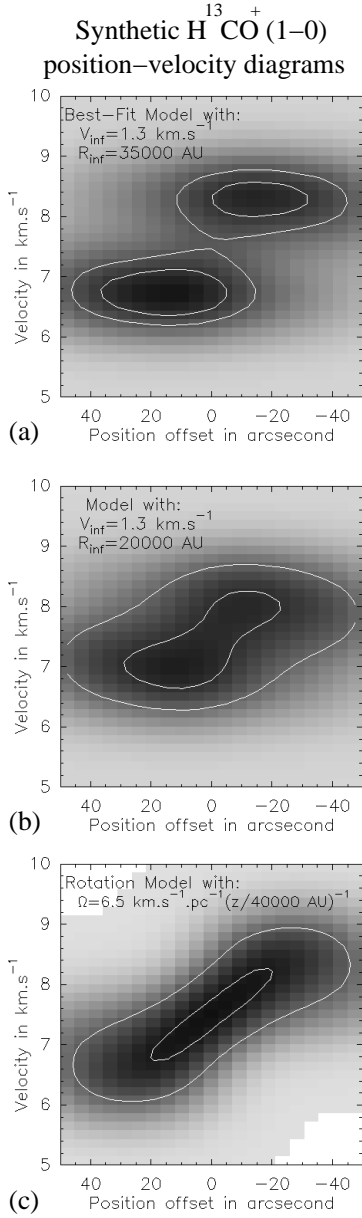 Synthetic H¹³CO⁺ (1−0)
position−velocity diagrams
10
9
8
7
6
5
Velocity in km.s⁻¹
Best−Fit Model with:
V_inf=1.3 km.s⁻¹
R_inf=35000 AU
40 20 0 −20 −40
(a) Position offset in arcsecond
10
9
8
7
6
5
Velocity in km.s⁻¹
Model with:
V_inf=1.3 km.s⁻¹
R_inf=20000 AU
40 20 0 −20 −40
(b) Position offset in arcsecond
10
9
8
7
6
5
Velocity in km.s⁻¹
Rotation Model with:
Ω=6.5 km.s⁻¹.pc⁻¹(z/40000 AU)⁻¹
40 20 0 −20 −40
(c) Position offset in arcsecond